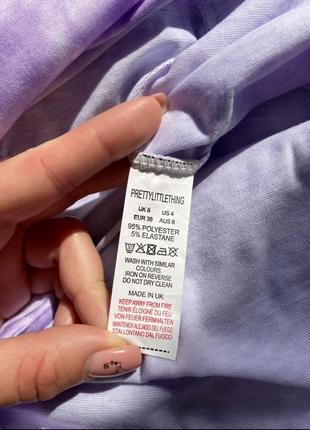 PRETTYLITTLETHING
UK 8 US 4
EUR 36 AUS 8
95% POLYESTER
5% ELASTANE
WASH WITH SIMILAR
COLOURS.
IRON ON REVERSE
DO NOT DRY CLEAN
MADE IN UK
KEEP AWAY FROM FIRE
TENIR ÉLOIGNÉ DU FEU
VON FEUER FERNHALTEN
MANTENER ALEJADO DEL FUEGO
STAI LONTANO DAL FUOCO